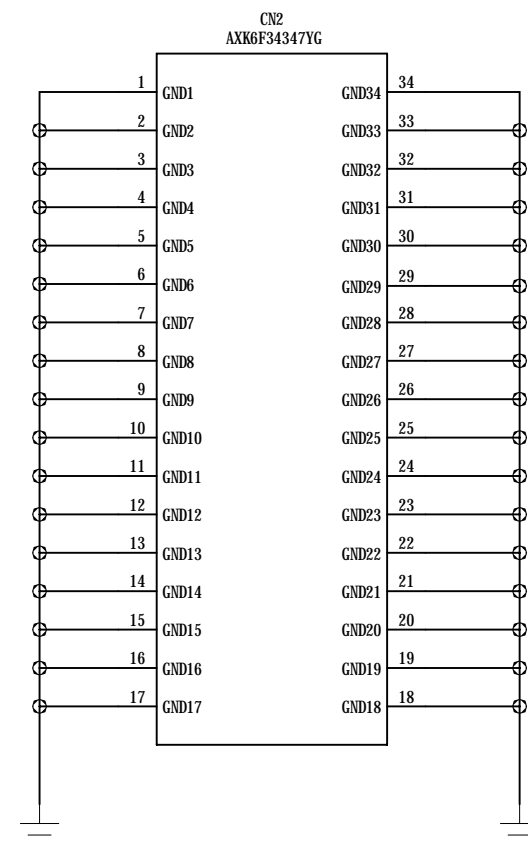 CN2
AXK6F34347YG
1 GND1 GND34 34
2 GND2 GND33 33
3 GND3 GND32 32
4 GND4 GND31 31
5 GND5 GND30 30
6 GND6 GND29 29
7 GND7 GND28 28
8 GND8 GND27 27
9 GND9 GND26 26
10 GND10 GND25 25
11 GND11 GND24 24
12 GND12 GND23 23
13 GND13 GND22 22
14 GND14 GND21 21
15 GND15 GND20 20
16 GND16 GND19 19
17 GND17 GND18 18